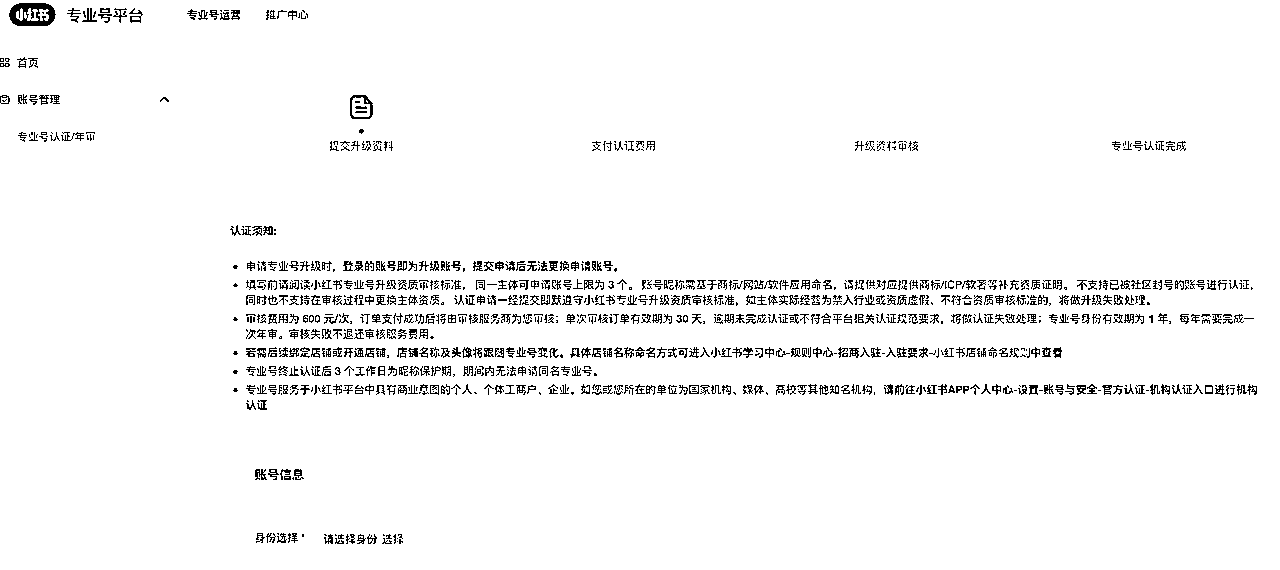 小红书 专业号平台 专业号运营 推广中心
首页
账号管理
专业号认证/年审
提交升级资料 支付认证费用 升级资料审核 专业号认证完成
认证须知:
申请专业号升级时，登录的账号即为升级账号，提交申请后无法更换申请账号。
填写前请阅读小红书专业号升级资质审核标准， 同一主体可申请账号上限为 3 个。 账号昵称需基于商标/网站/软件应用命名，请提供对应提供商标/ICP/软著等补充资质证明。 不支持已被社区封号的账号进行认证，
同时也不支持在审核过程中更换主体资质。 认证申请一经提交即默遵守小红书专业号升级资质审核标准，如主体实际经营为禁入行业或资质虚假、不符合资质审核标准的，将做升级失败处理。
审核费用为 600 元/次，订单支付成功后将由审核服务商为您审核；单次审核订单有效期为 30 天，逾期未完成认证或不符合平台相关认证规范要求，将做认证失败处理；专业号身份有效期为 1 年，每年需要完成一
次年审。审核失败不退还审核服务费用。
若需后续绑定店铺或开通店铺，店铺名称及头像将跟随专业号变化。具体店铺名称命名方式可进入小红书学习中心-规则中心-招商入驻-入驻要求-小红书店铺命名规则中查看
专业号终止认证后 3 个工作日为昵称保护期，期间内无法申请同名专业号。
专业号服务于小红书平台中具有商业意图的个人、个体工商户、企业。如您或您所在的单位为国家机构、媒体、高校等其他知名机构，请前往小红书APP个人中心-设置-账号与安全-官方认证-机构认证入口进行机构
认证
账号信息
身份选择 * 请选择身份 选择